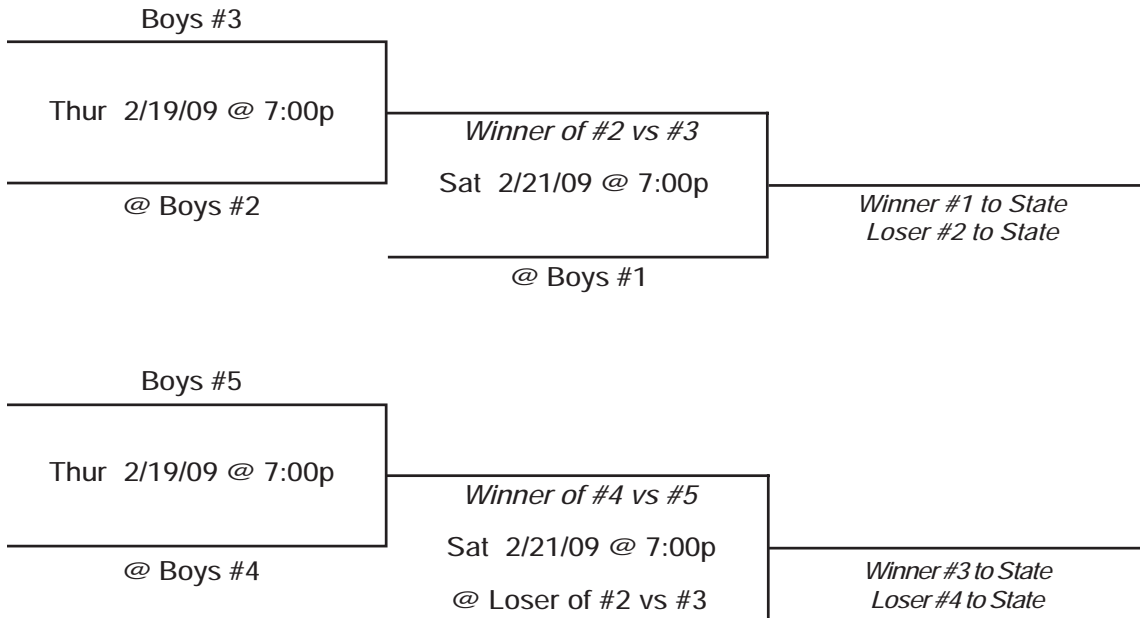 Boys #3
Thur 2/19/09 @ 7:00p
@ Boys #2
Winner of #2 vs #3
Sat 2/21/09 @ 7:00p
@ Boys #1
Winner #1 to State
Loser #2 to State
Boys #5
Thur 2/19/09 @ 7:00p
@ Boys #4
Winner of #4 vs #5
Sat 2/21/09 @ 7:00p
@ Loser of #2 vs #3
Winner #3 to State
Loser #4 to State